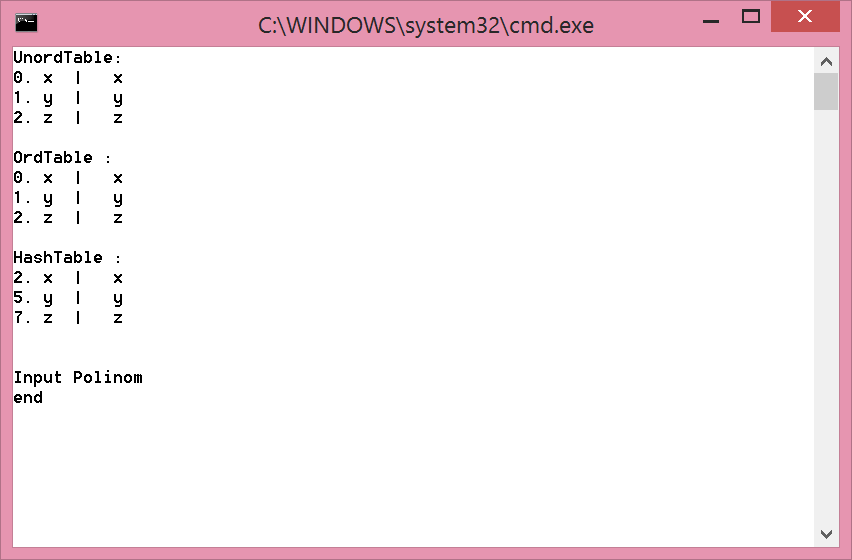 C:\WINDOWS\system32\cmd.exe
UnordTable:
0. x | x
1. y | y
2. z | z
OrdTable :
0. x | x
1. y | y
2. z | z
HashTable :
2. x | x
5. y | y
7. z | z
Input Polinom
end